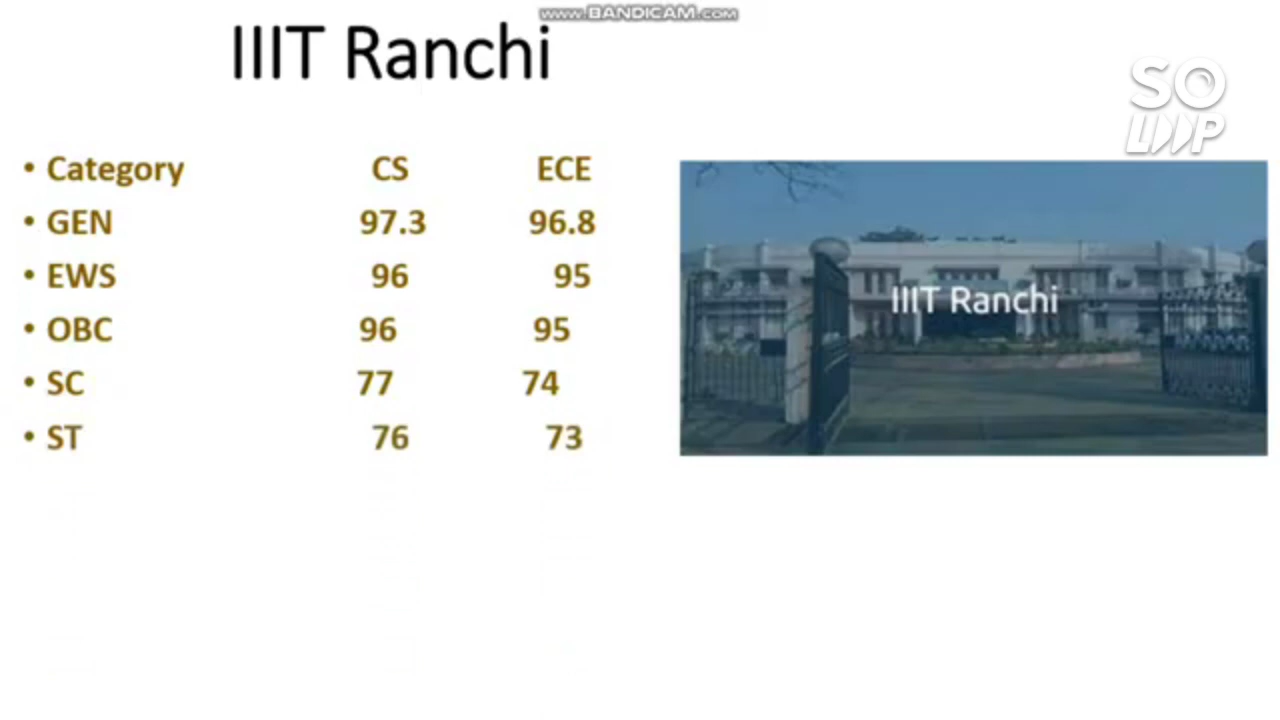 www.BANDICAM.com
IIIT Ranchi
SO
LOOP
• Category CS ECE
• GEN 97.3 96.8
• EWS 96 95
• OBC 96 95
• SC 77 74
• ST 76 73
IIIT Ranchi